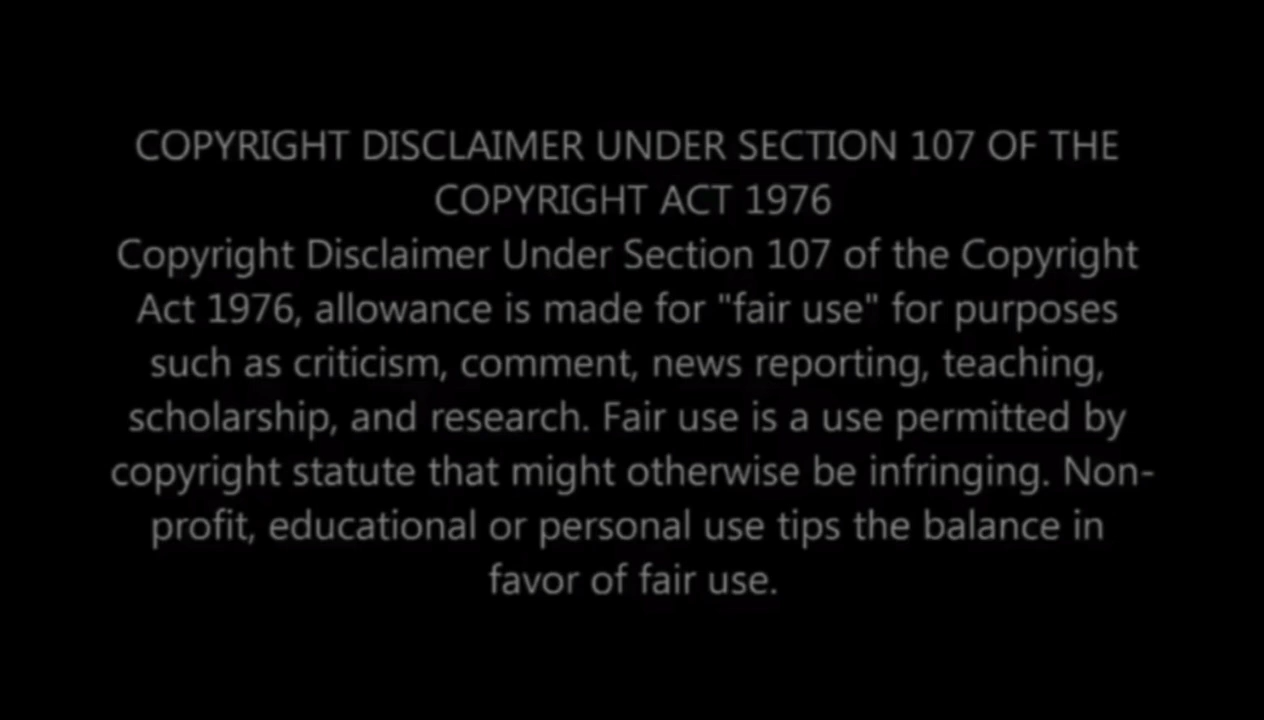 COPYRIGHT DISCLAIMER UNDER SECTION 107 OF THE
COPYRIGHT ACT 1976
Copyright Disclaimer Under Section 107 of the Copyright
Act 1976, allowance is made for "fair use" for purposes
such as criticism, comment, news reporting, teaching,
scholarship, and research. Fair use is a use permitted by
copyright statute that might otherwise be infringing. Non-
profit, educational or personal use tips the balance in
favor of fair use.